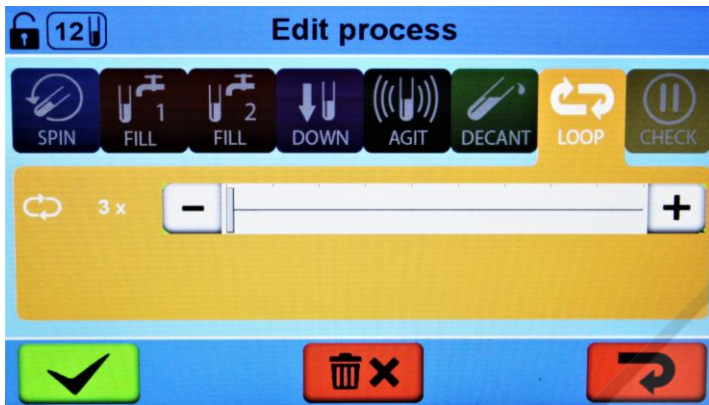 12 Edit process
SPIN
1 FILL
2 FILL
DOWN
AGIT
DECANT
LOOP
CHECK
3 x - +